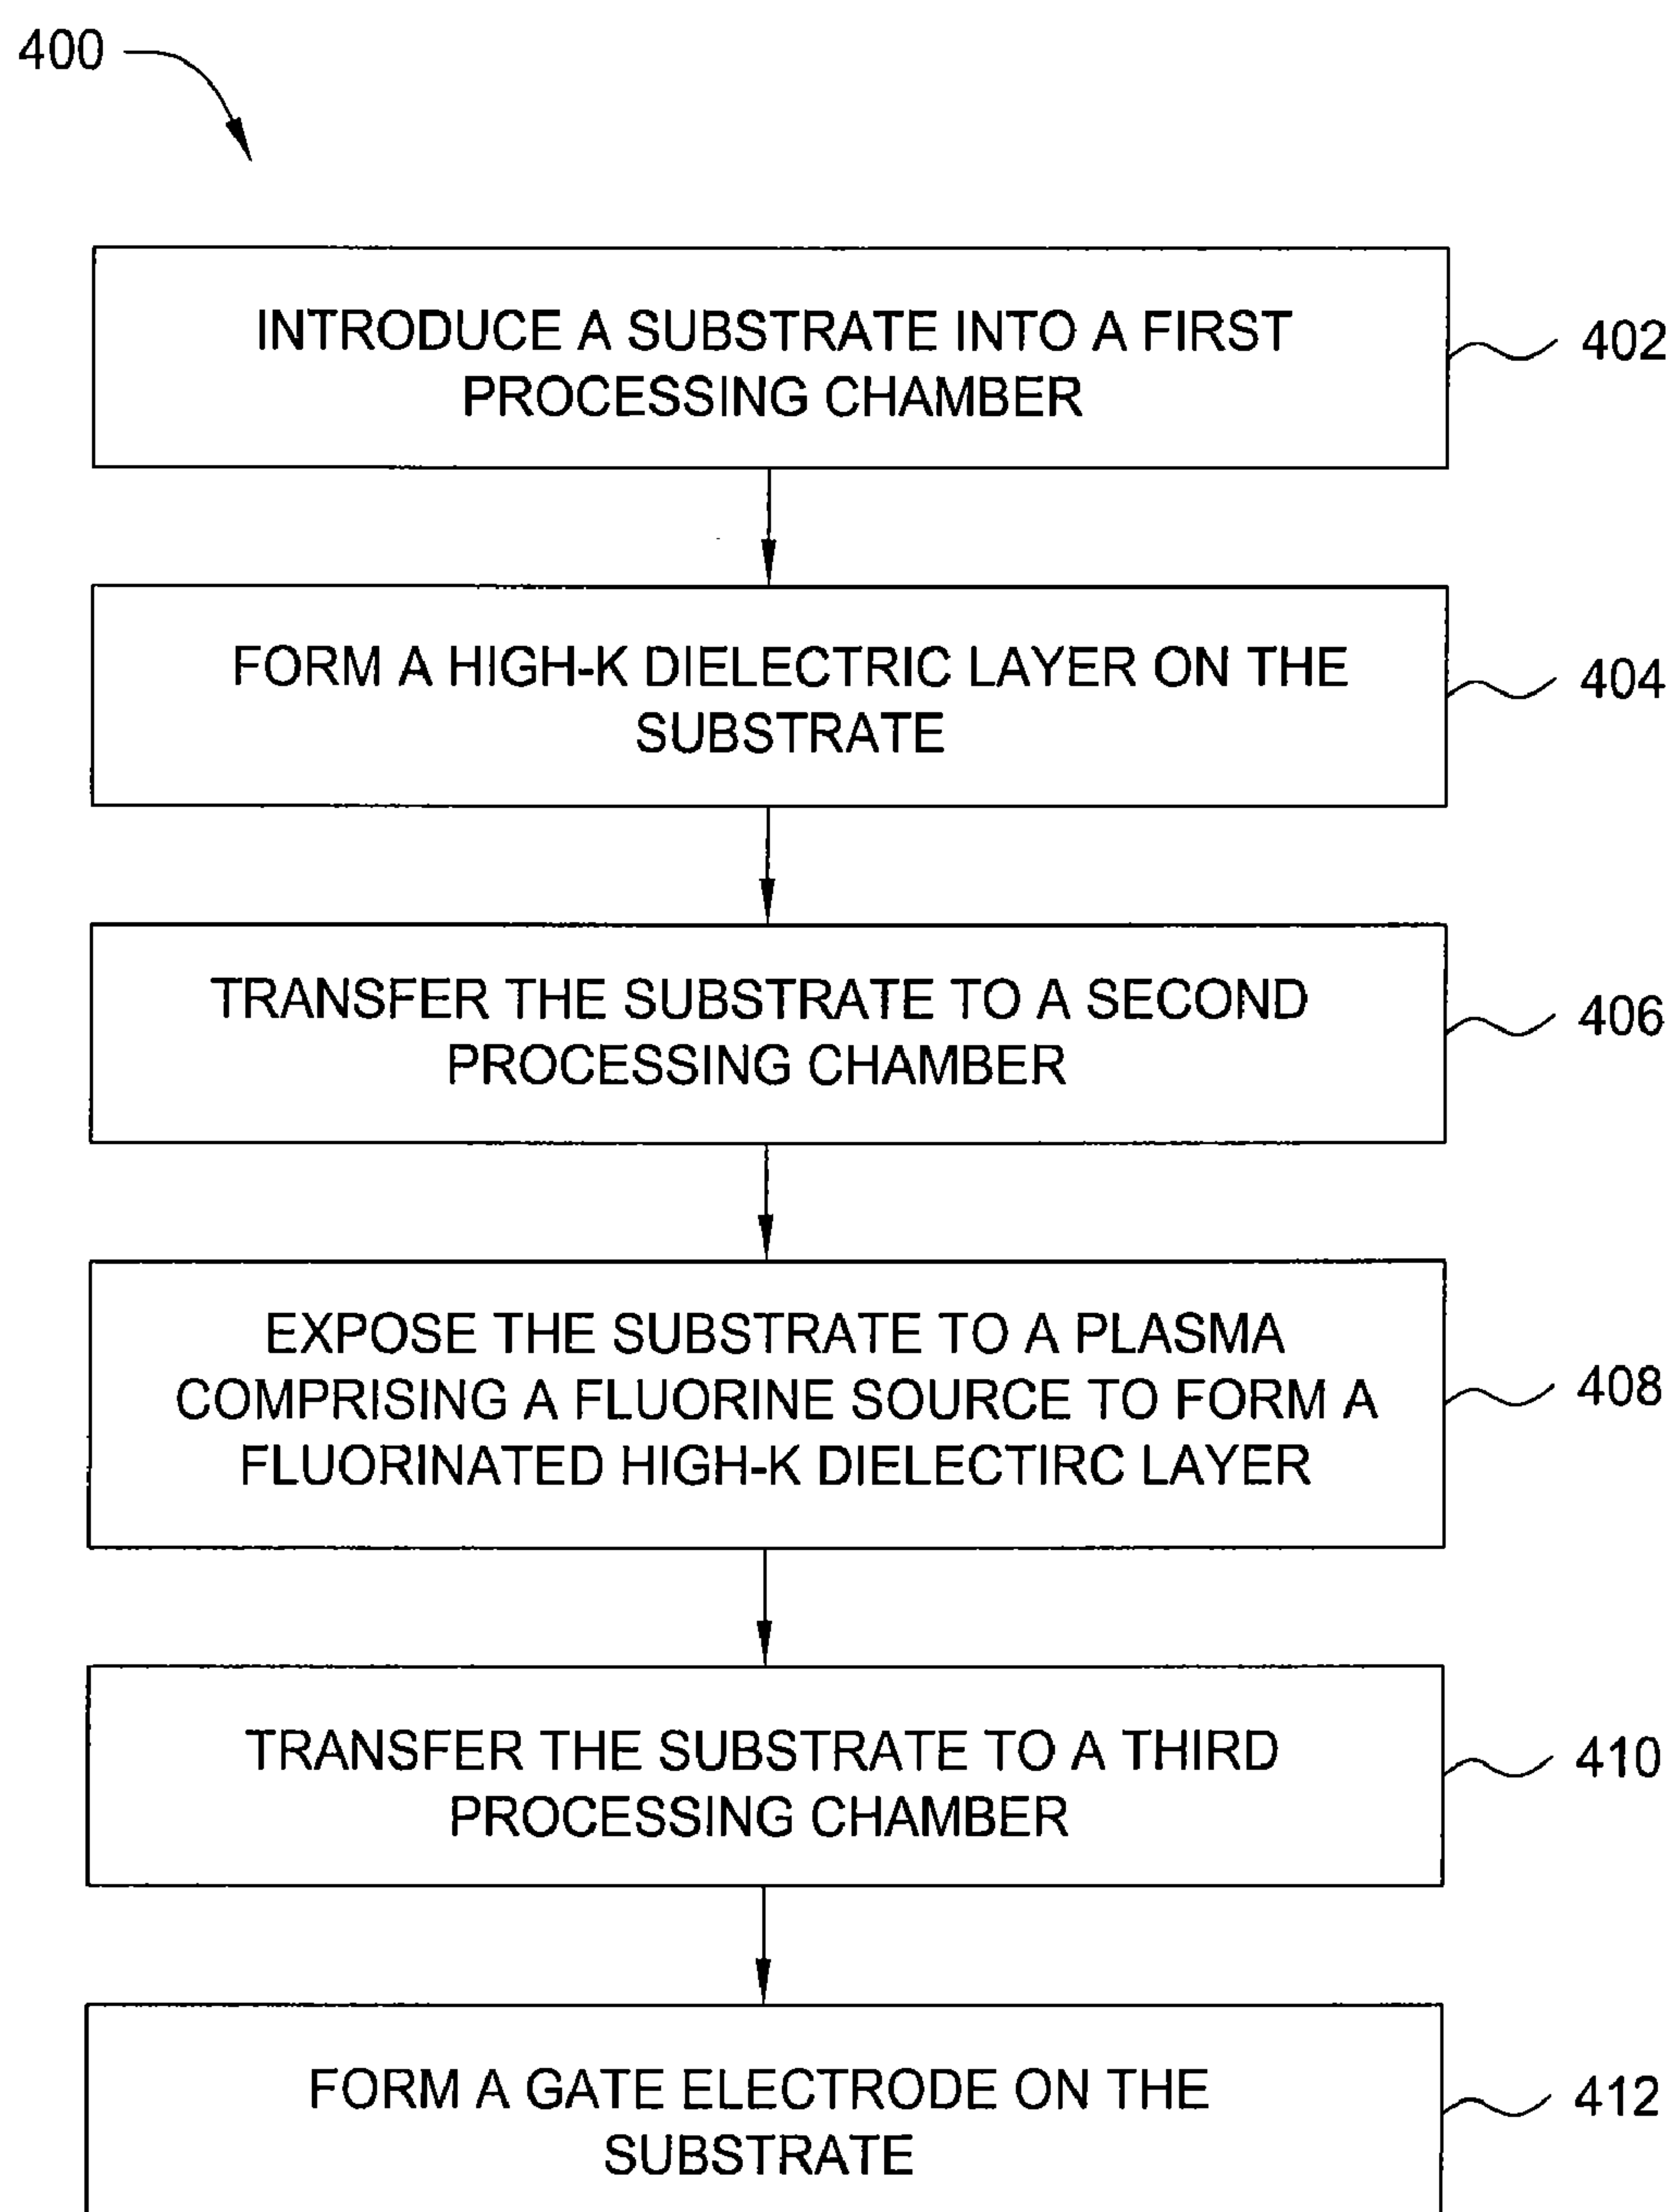 400
INTRODUCE A SUBSTRATE INTO A FIRST
PROCESSING CHAMBER
402
FORM A HIGH-K DIELECTRIC LAYER ON THE
SUBSTRATE
404
TRANSFER THE SUBSTRATE TO A SECOND
PROCESSING CHAMBER
406
EXPOSE THE SUBSTRATE TO A PLASMA
COMPRISING A FLUORINE SOURCE TO FORM A
FLUORINATED HIGH-K DIELECTIRC LAYER
408
TRANSFER THE SUBSTRATE TO A THIRD
PROCESSING CHAMBER
410
FORM A GATE ELECTRODE ON THE
SUBSTRATE
412